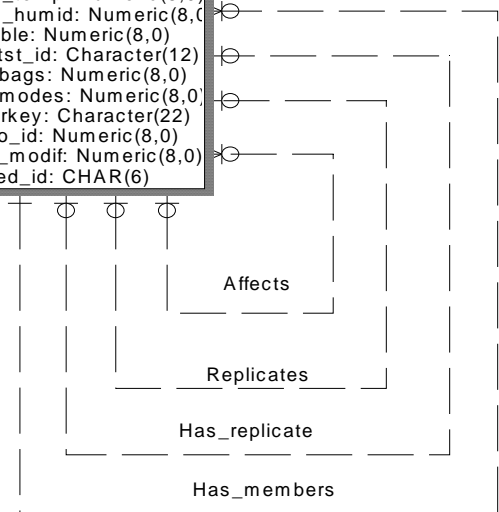 _humid: Numeric(8,0
ble: Numeric(8,0)
tst_id: Character(12)
bags: Numeric(8,0)
modes: Numeric(8,0)
rkey: Character(22)
o_id: Numeric(8,0)
_modif: Numeric(8,0)
ed_id: CHAR(6)
Affects
Replicates
Has_replicate
Has_members